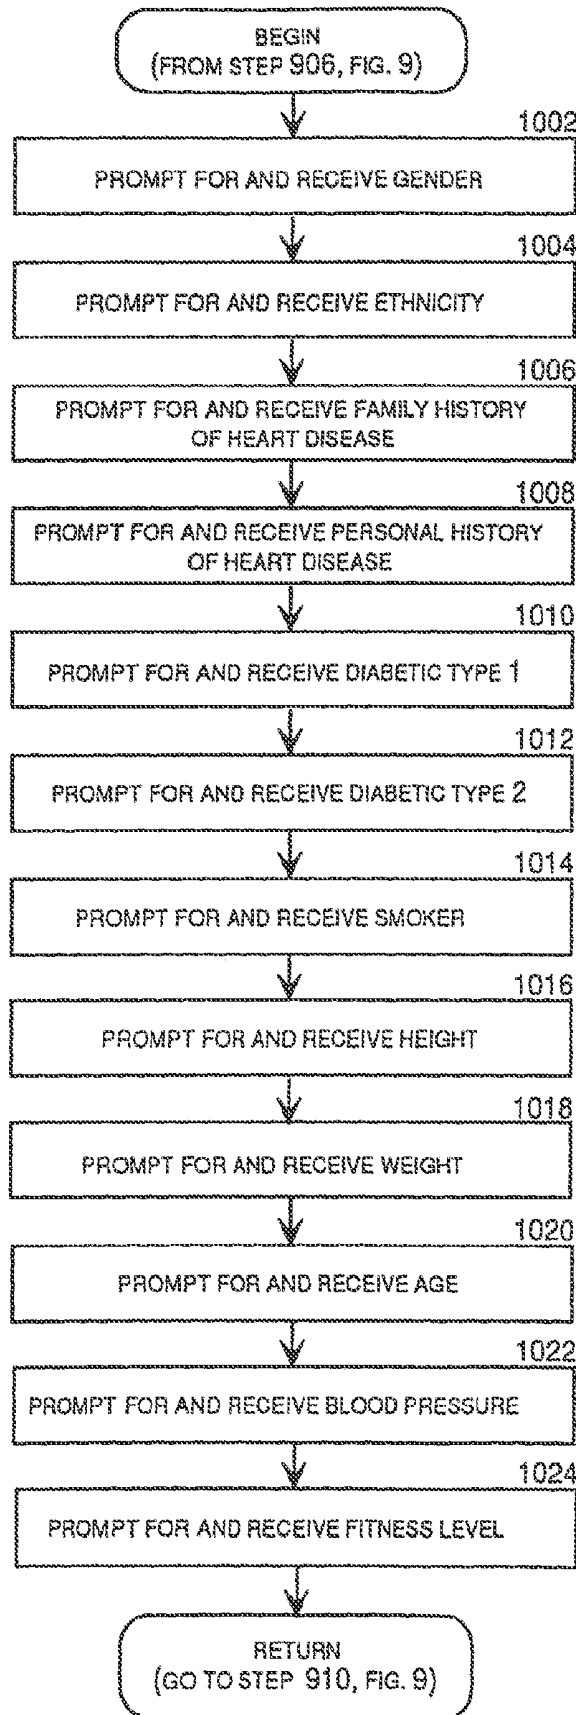 BEGIN
(FROM STEP 906, FIG. 9)
1002
PROMPT FOR AND RECEIVE GENDER
1004
PROMPT FOR AND RECEIVE ETHNICITY
1006
PROMPT FOR AND RECEIVE FAMILY HISTORY
OF HEART DISEASE
1008
PROMPT FOR AND RECEIVE PERSONAL HISTORY
OF HEART DISEASE
1010
PROMPT FOR AND RECEIVE DIABETIC TYPE 1
1012
PROMPT FOR AND RECEIVE DIABETIC TYPE 2
1014
PROMPT FOR AND RECEIVE SMOKER
1016
PROMPT FOR AND RECEIVE HEIGHT
1018
PROMPT FOR AND RECEIVE WEIGHT
1020
PROMPT FOR AND RECEIVE AGE
1022
PROMPT FOR AND RECEIVE BLOOD PRESSURE
1024
PROMPT FOR AND RECEIVE FITNESS LEVEL
RETURN
(GO TO STEP 910, FIG. 9)